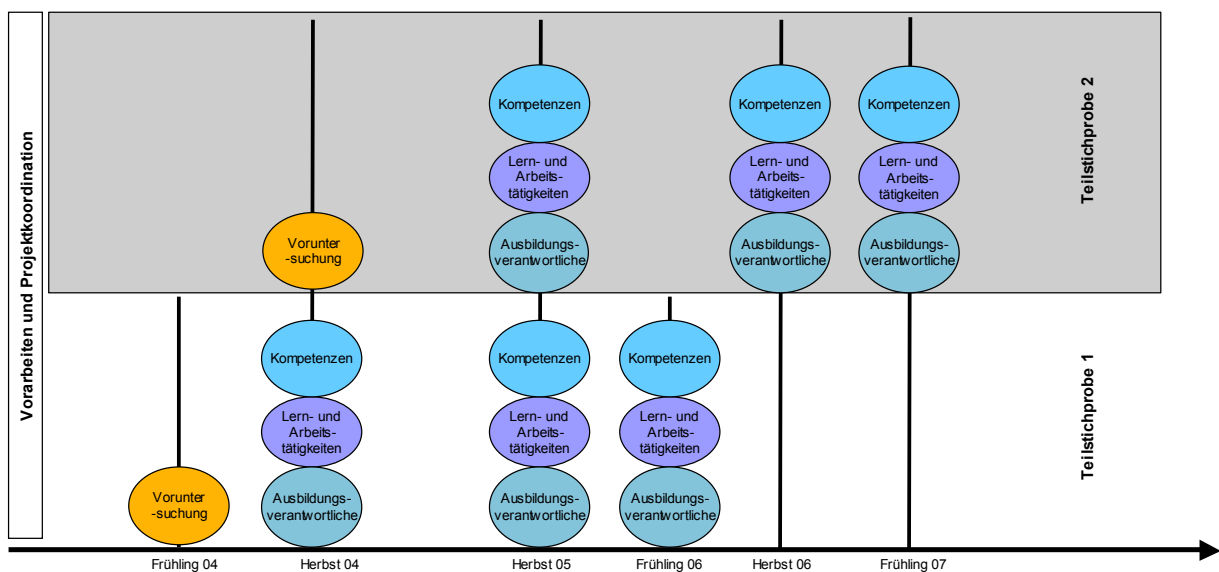 Vorarbeiten und Projektkoordination
Kompetenzen
Kompetenzen
Kompetenzen
Teilstichprobe 2
Lern- und
Arbeits-
tätigkeiten
Lern- und
Arbeits-
tätigkeiten
Lern- und
Arbeits-
tätigkeiten
Vorunter
-suchung
Ausbildungs-
verantwortliche
Ausbildungs-
verantwortliche
Ausbildungs-
verantwortliche
Kompetenzen
Kompetenzen
Kompetenzen
Teilstichprobe 1
Lern- und
Arbeits-
tätigkeiten
Lern- und
Arbeits-
tätigkeiten
Lern- und
Arbeits-
tätigkeiten
Vorunter
-suchung
Ausbildungs-
verantwortliche
Ausbildungs-
verantwortliche
Ausbildungs-
verantwortliche
Frühling 04
Herbst 04
Herbst 05
Frühling 06
Herbst 06
Frühling 07